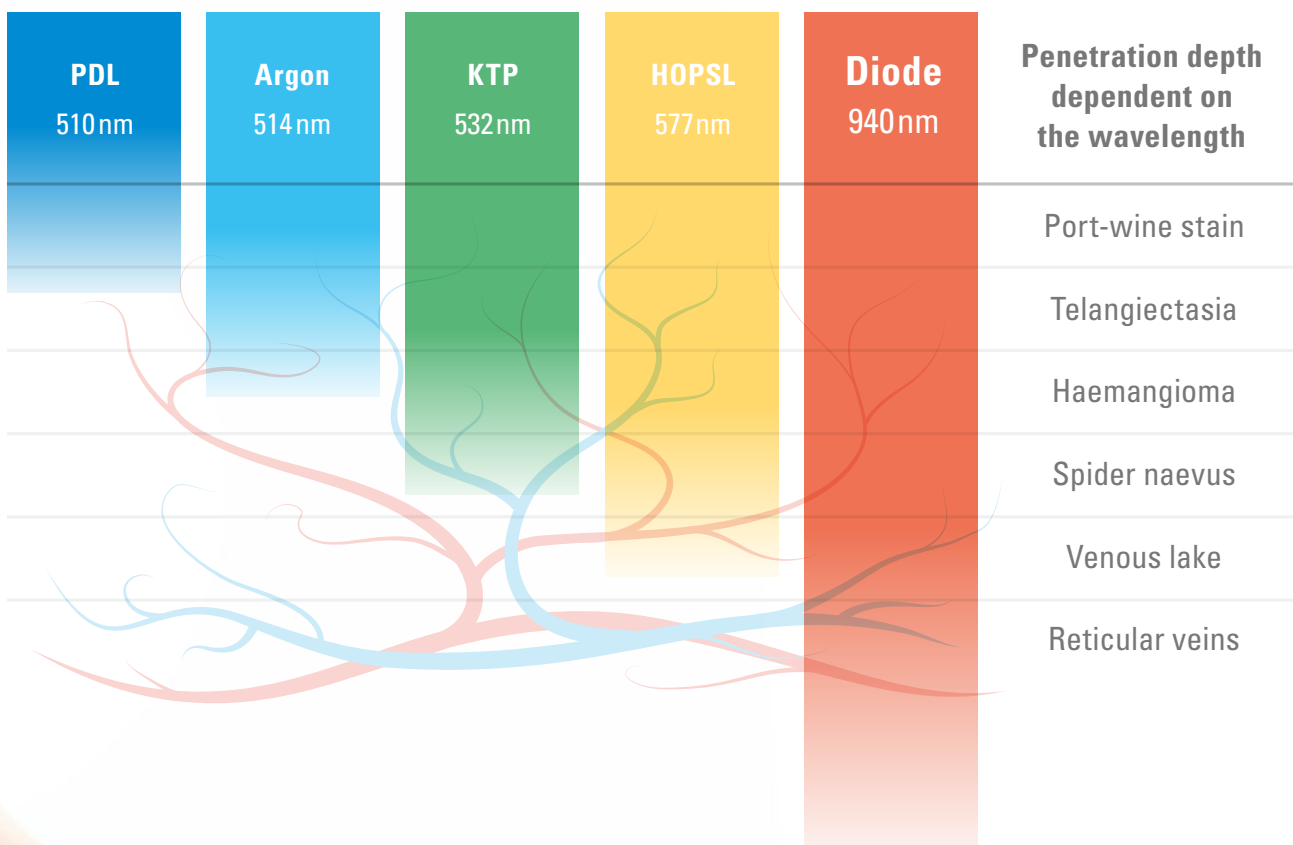 PDL
510 nm
Argon
514 nm
KTP
532 nm
HOPSL
577 nm
Diode
940 nm
Penetration depth
dependent on
the wavelength
Port-wine stain
Telangiectasia
Haemangioma
Spider naevus
Venous lake
Reticular veins